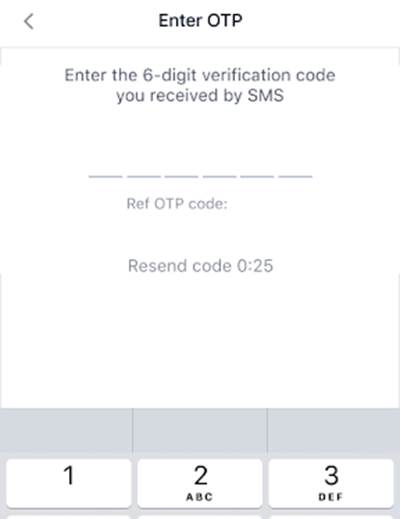 Enter OTP
Enter the 6-digit verification code
you received by SMS
Ref OTP code:
Resend code 0:25
1 2 3
ABC DEF